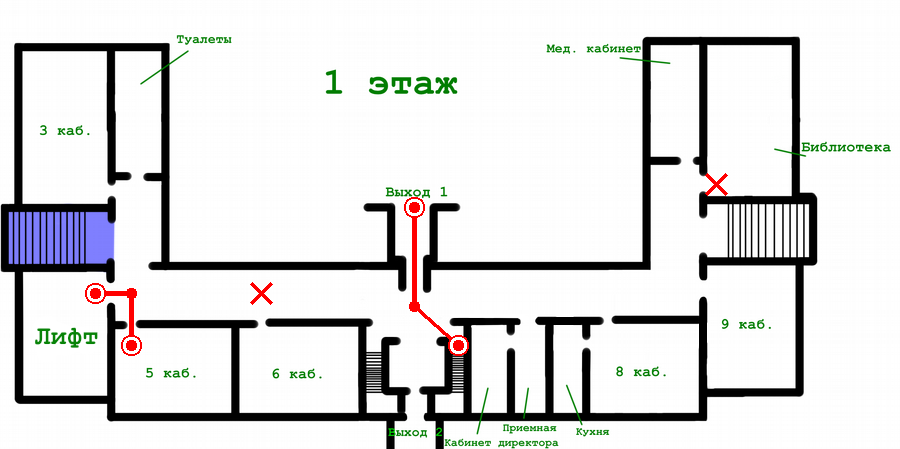 Туалеты
Мед. кабинет
1 этаж
3 каб.
Библиотека
Выход 1
Лифт
9 каб.
5 каб.
6 каб.
8 каб.
Выход 2
Приемная
Кухня
Кабинет директора